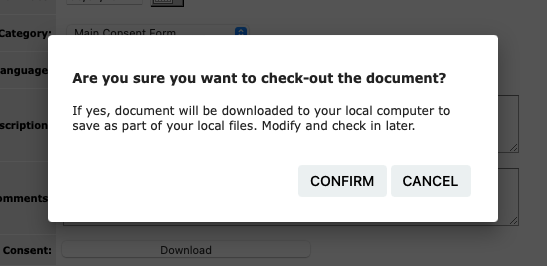 Category: Main Consent Form
anguage
Are you sure you want to check-out the document?
If yes, document will be downloaded to your local computer to
save as part of your local files. Modify and check in later.
scription
CONFIRM CANCEL
omments
Consent: Download